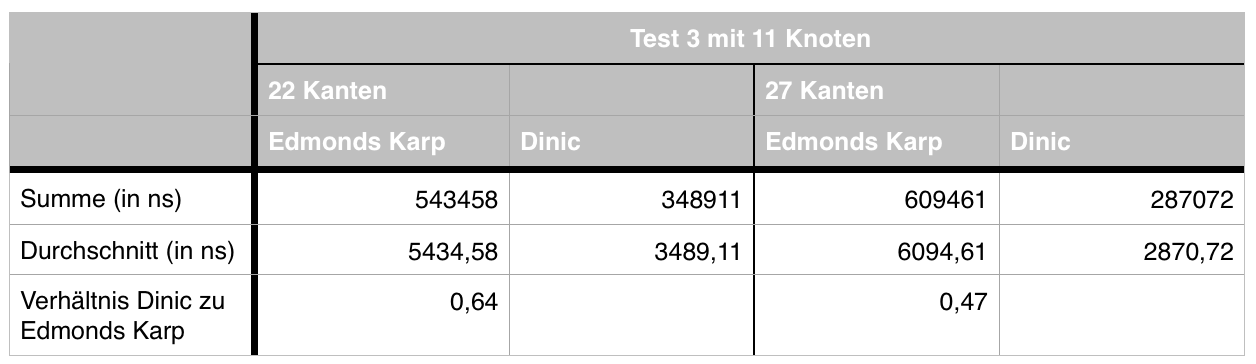 Test 3 mit 11 Knoten
22 Kanten 27 Kanten
Edmonds Karp Dinic Edmonds Karp Dinic
Summe (in ns) 543458 348911 609461 287072
Durchschnitt (in ns) 5434,58 3489,11 6094,61 2870,72
Verhältnis Dinic zu 0,64 0,47
Edmonds Karp